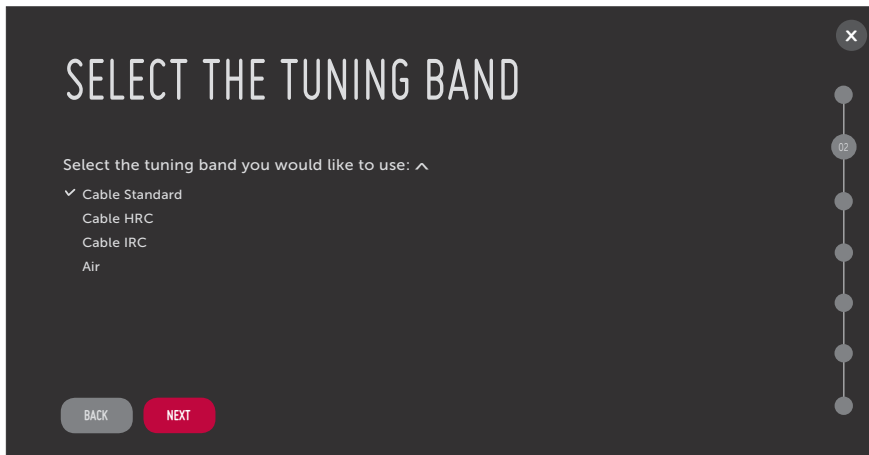 X
SELECT THE TUNING BAND
02
Select the tuning band you would like to use:
Cable Standard
Cable HRC
Cable IRC
Air
BACK
NEXT